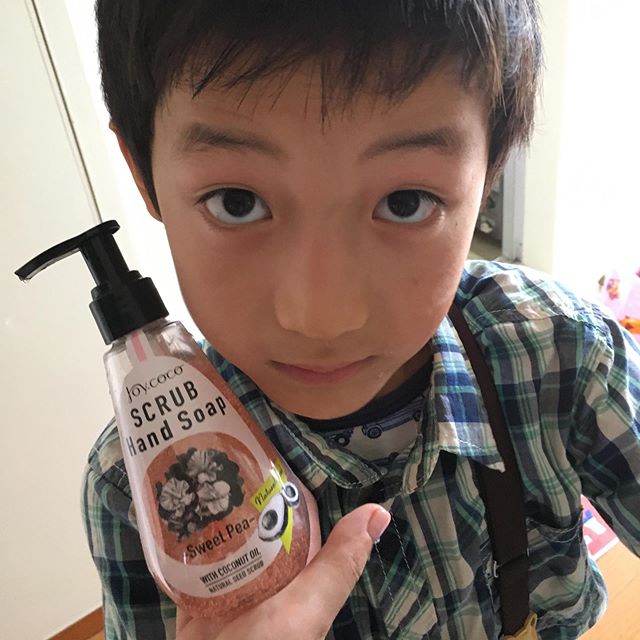 Joy.coco
SCRUB
Hand Soap
Natural
-Sweet Pea-
WITH COCONUT OIL
NATURAL SEED SCRUB